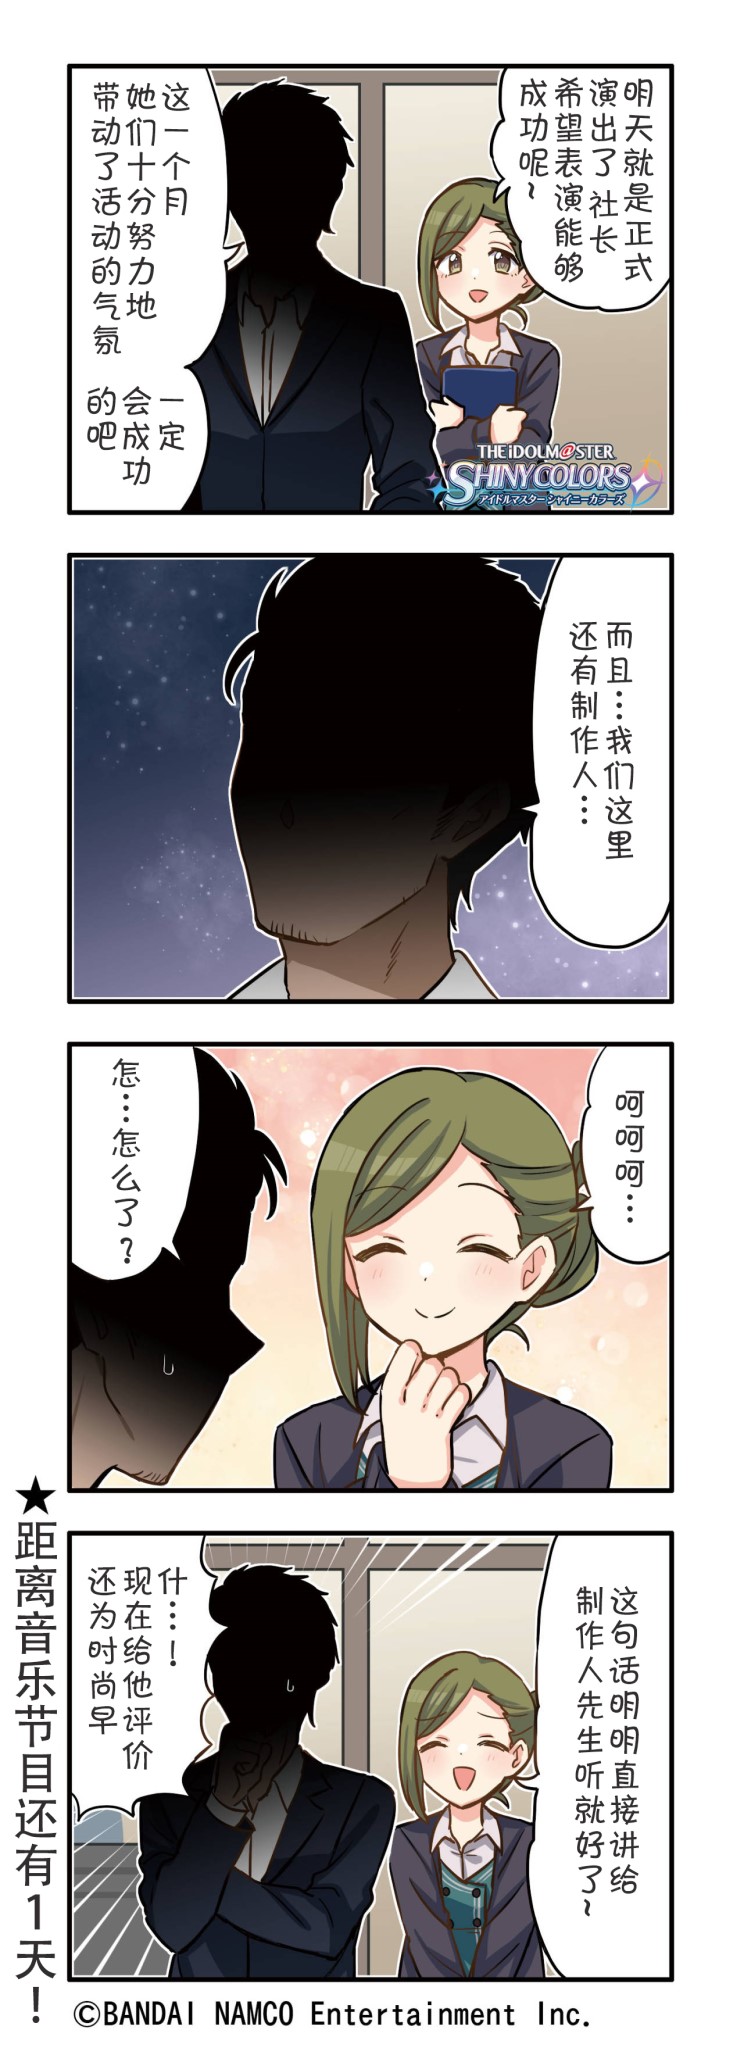 明天就是正式
演出了 社长
希望表演能够
成功呢~
这一个月
她们十分努力地
带动了活动的气氛
一定
会成功
的吧
THE iDOLM@STER
SHINY COLORS
アイドルマスター シャイニーカラーズ
而且…我们这里
还有制作人…
呵呵呵…
怎…怎么了?
这句话明明直接讲给
制作人先生听就好了~
什…!
现在给他评价
还为时尚早
★距离音乐节目还有1天!
©BANDAI NAMCO Entertainment Inc.